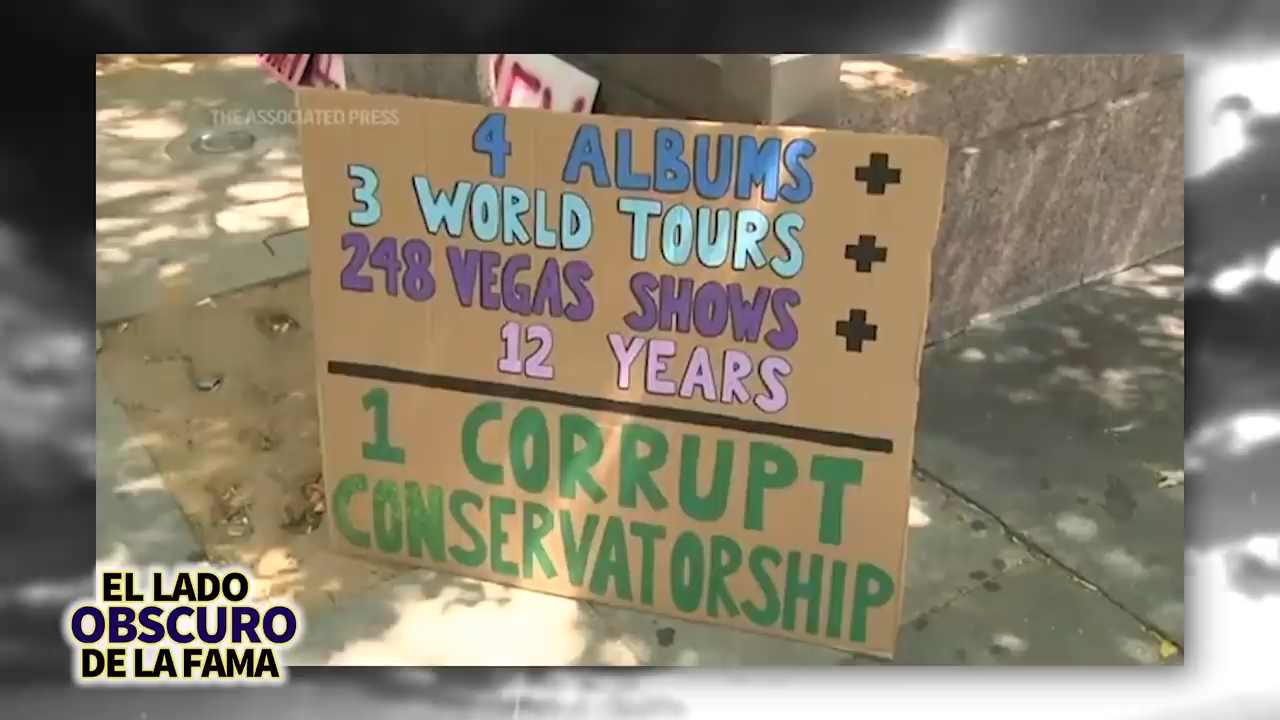 THE ASSOCIATED PRESS
4 ALBUMS +
3 WORLD TOURS +
248 VEGAS SHOWS +
12 YEARS
1 CORRUPT
CONSERVATORSHIP
EL LADO
OBSCURO
DE LA FAMA